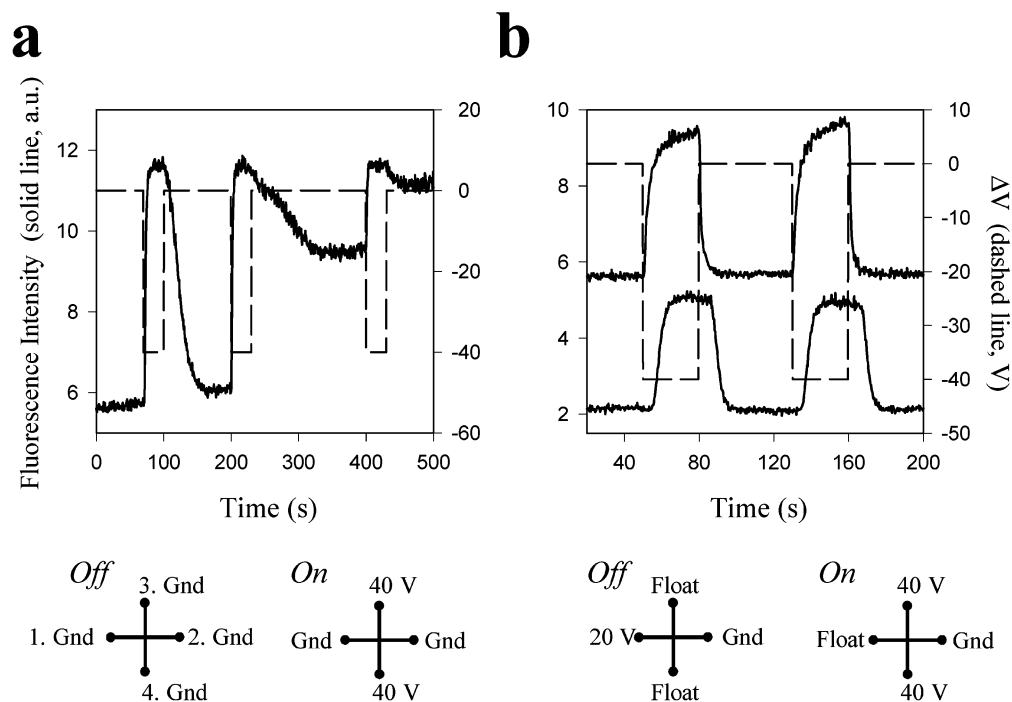 a
b
Fluorescence Intensity (solid line, a.u.)
12
10
8
6
20
0
-20
-40
-60
0 100 200 300 400 500
Time (s)
10
8
6
4
2
10
0
-10
-20
-30
-40
-50
40 80 120 160 200
Time (s)
ΔV (dashed line, V)
Off
3. Gnd
1. Gnd
2. Gnd
4. Gnd
On
40 V
Gnd
Gnd
40 V
Off
Float
20 V
Gnd
Float
On
40 V
Float
Gnd
40 V